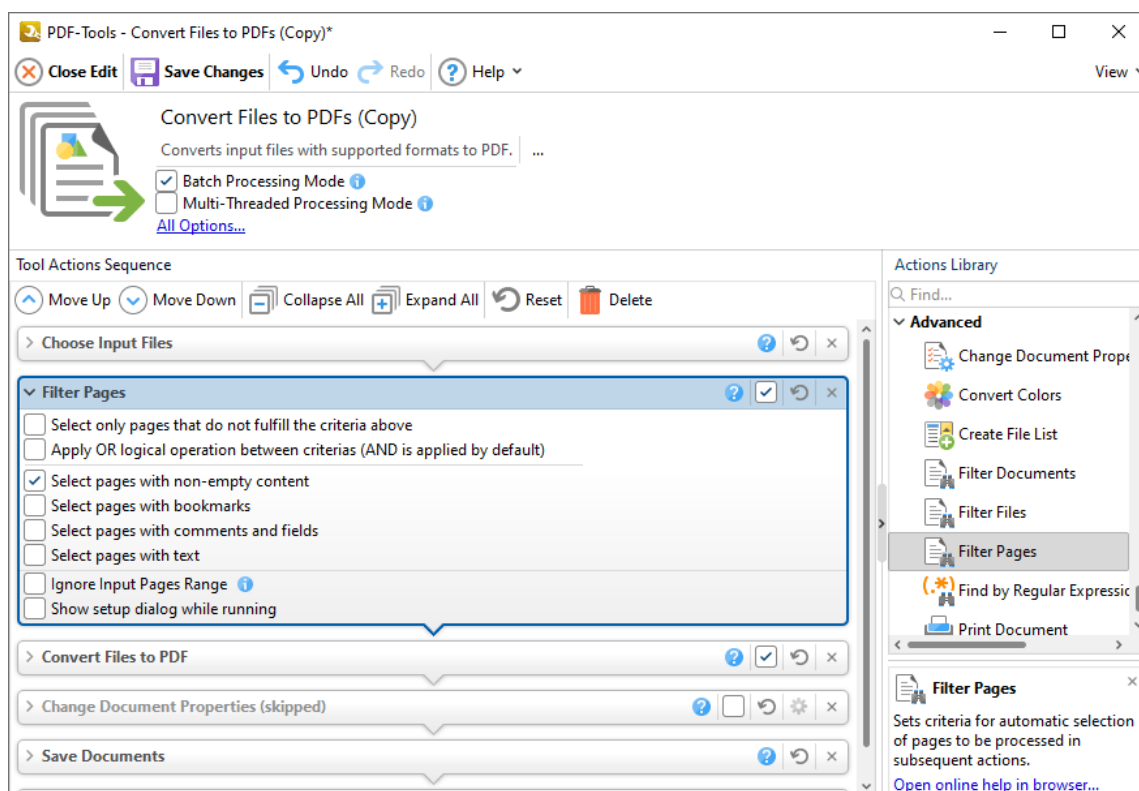 PDF-Tools - Convert Files to PDFs (Copy)*
Close Edit Save Changes Undo Redo Help View
Convert Files to PDFs (Copy)
Converts input files with supported formats to PDF. ...
Batch Processing Mode
Multi-Threaded Processing Mode
All Options...
Tool Actions Sequence
Move Up Move Down Collapse All Expand All Reset Delete
Choose Input Files
Filter Pages
Select only pages that do not fulfill the criteria above
Apply OR logical operation between criterias (AND is applied by default)
Select pages with non-empty content
Select pages with bookmarks
Select pages with comments and fields
Select pages with text
Ignore Input Pages Range
Show setup dialog while running
Convert Files to PDF
Change Document Properties (skipped)
Save Documents
Actions Library
Find...
Advanced
Change Document Prope
Convert Colors
Create File List
Filter Documents
Filter Files
Filter Pages
(.*) Find by Regular Expressic
Print Document
Filter Pages
Sets criteria for automatic selection
of pages to be processed in
subsequent actions.
Open online help in browser...